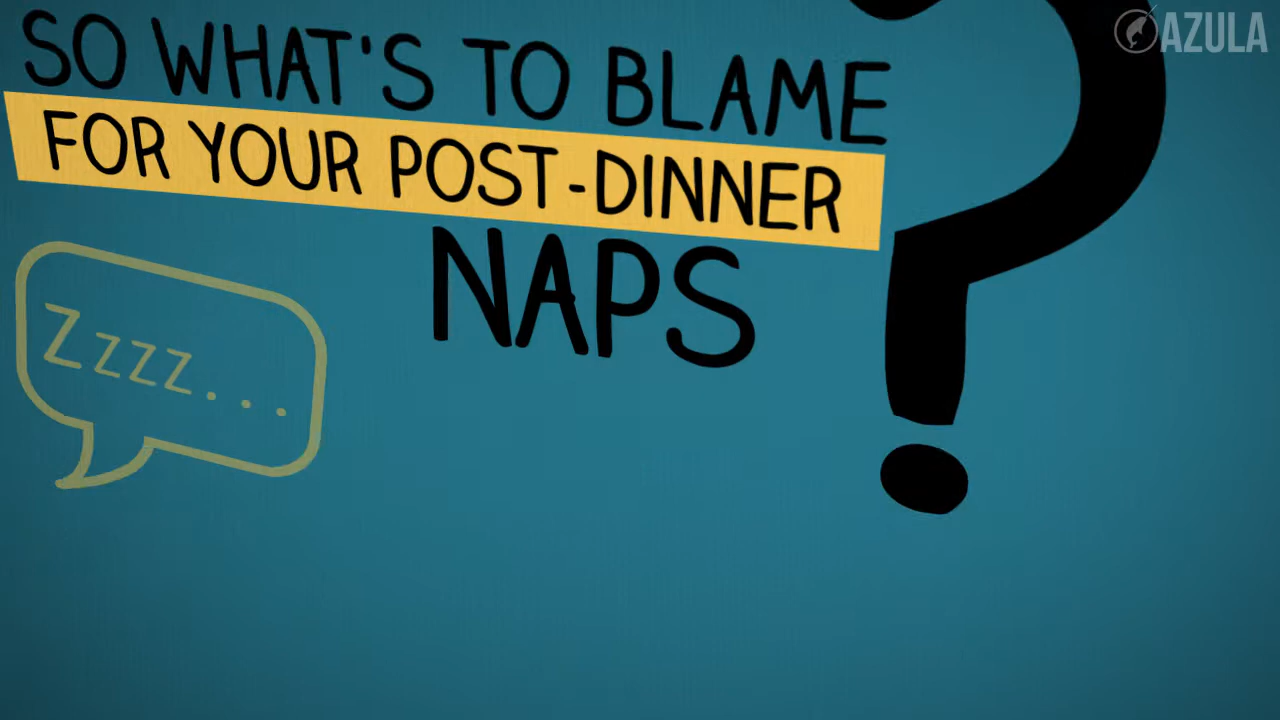 AZULA
SO WHAT'S TO BLAME
FOR YOUR POST-DINNER
NAPS?
Zzzz...